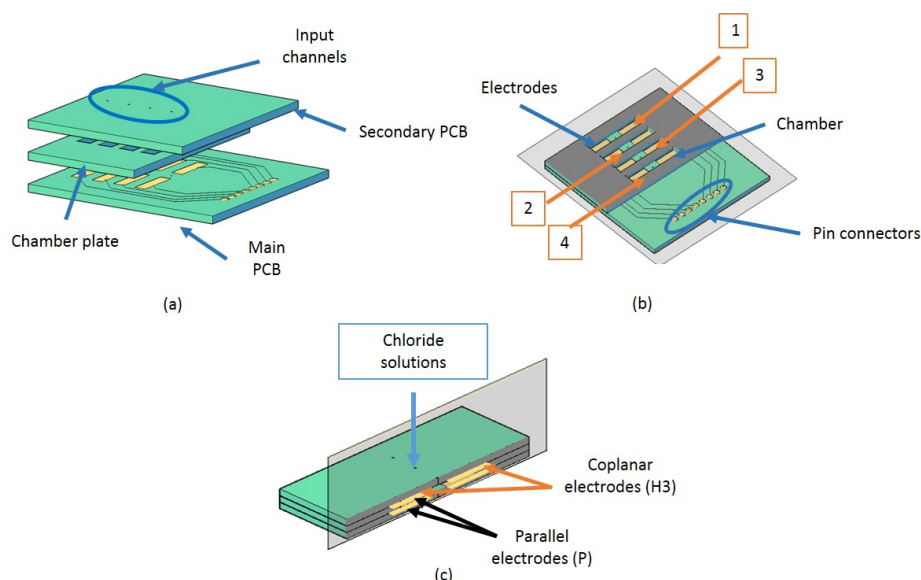 Input
channels
Secondary PCB
Chamber plate
Main
PCB
(a)
1
3
Electrodes
Chamber
2
4
Pin connectors
(b)
Chloride
solutions
Coplanar
electrodes (H3)
Parallel
electrodes (P)
(c)